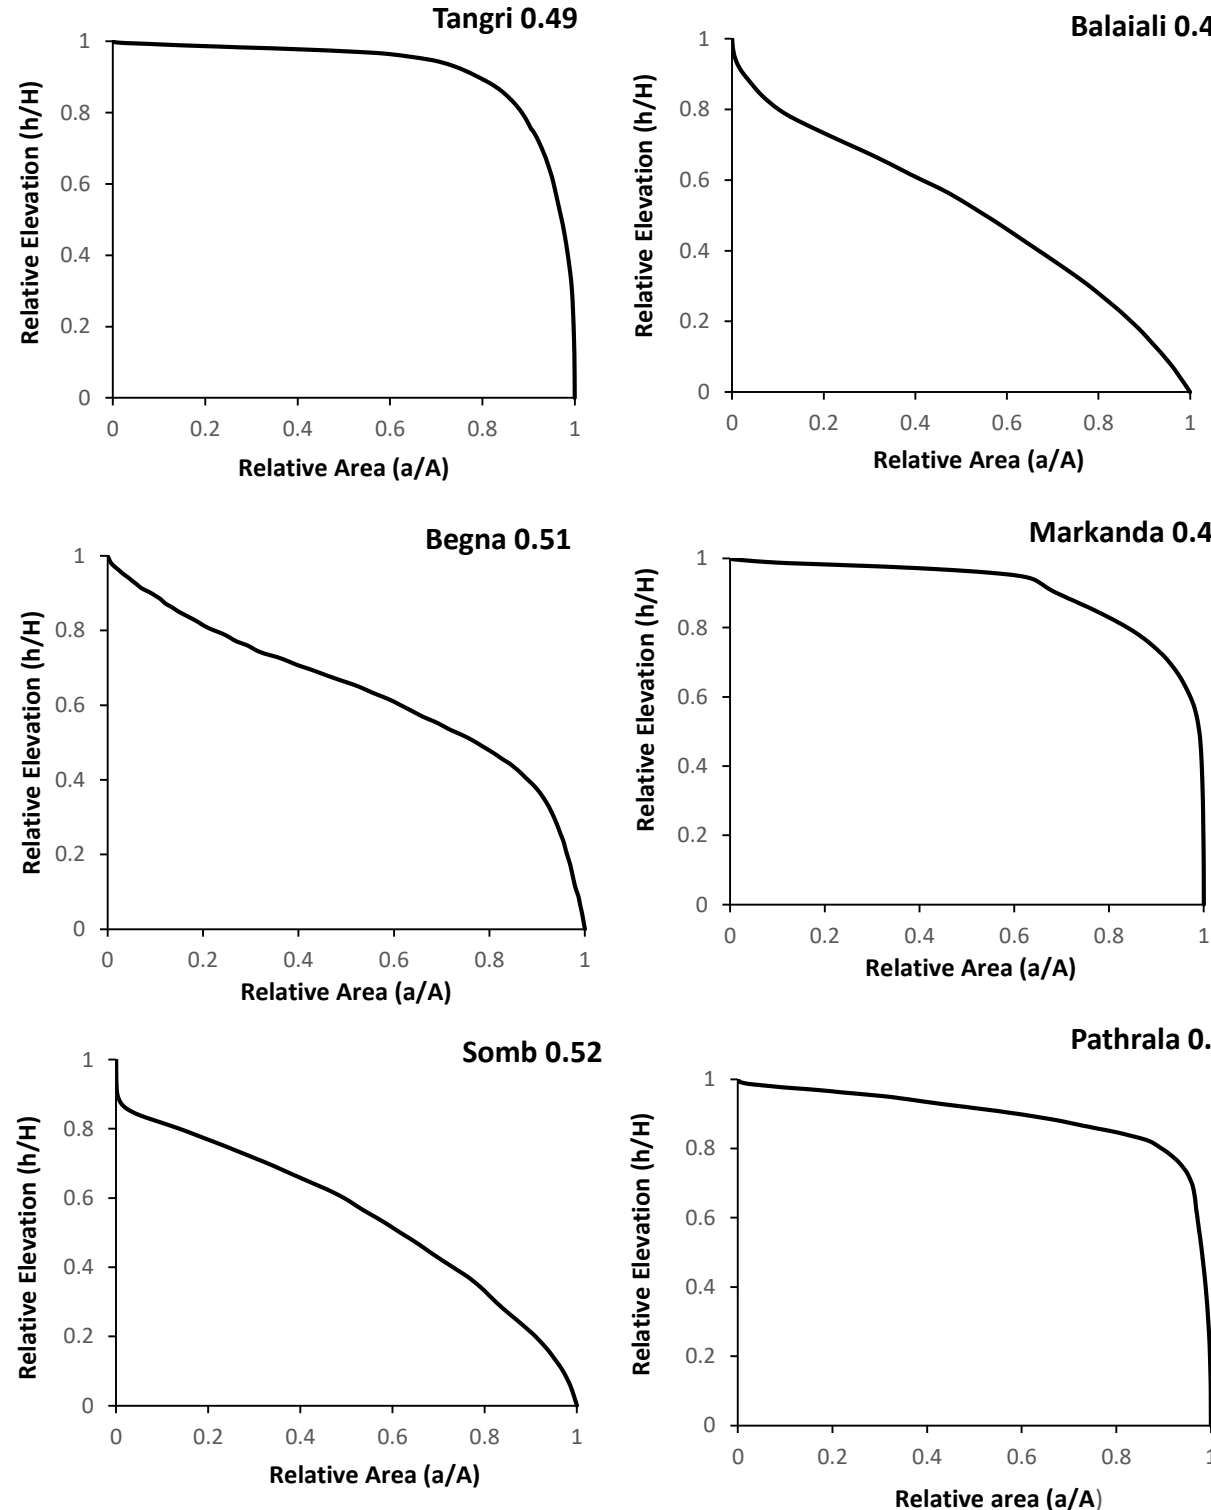 Tangri 0.49
1
0.8
0.6
0.4
0.2
0
0 0.2 0.4 0.6 0.8 1
Relative Elevation (h/H)
Relative Area (a/A)
Balaiali 0.4
1
0.8
0.6
0.4
0.2
0
0 0.2 0.4 0.6 0.8 1
Relative Elevation (h/H)
Relative Area (a/A)
Begna 0.51
1
0.8
0.6
0.4
0.2
0
0 0.2 0.4 0.6 0.8 1
Relative Elevation (h/H)
Relative Area (a/A)
Markanda 0.4
1
0.8
0.6
0.4
0.2
0
0 0.2 0.4 0.6 0.8 1
Relative Elevation (h/H)
Relative Area (a/A)
Somb 0.52
1
0.8
0.6
0.4
0.2
0
0 0.2 0.4 0.6 0.8 1
Relative Elevation (h/H)
Relative Area (a/A)
Pathrala 0.
1
0.8
0.6
0.4
0.2
0
0 0.2 0.4 0.6 0.8 1
Relative Elevation (h/H)
Relative area (a/A)